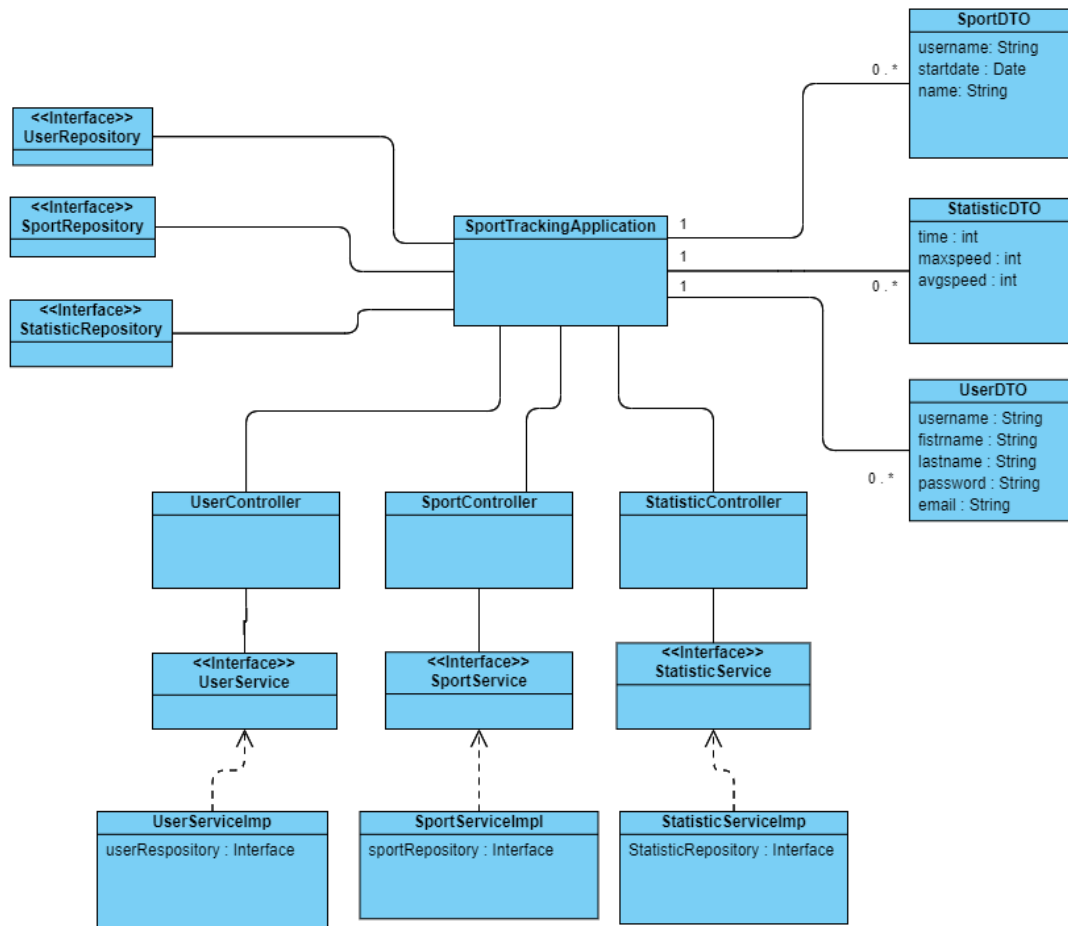 SportDTO
username: String
startdate : Date
name: String
0 . *
<<Interface>>
UserRepository
<<Interface>>
SportRepository
<<Interface>>
StatisticRepository
SportTrackingApplication
1
1
1
StatisticDTO
time : int
maxspeed : int
avgspeed : int
0 . *
UserDTO
username : String
fistrname : String
lastname : String
password : String
email : String
0 . *
UserController
SportController
StatisticController
<<Interface>>
UserService
<<Interface>>
SportService
<<Interface>>
StatisticService
UserServiceImp
userRespository : Interface
SportServiceImpl
sportRepository : Interface
StatisticServiceImp
StatisticRepository : Interface